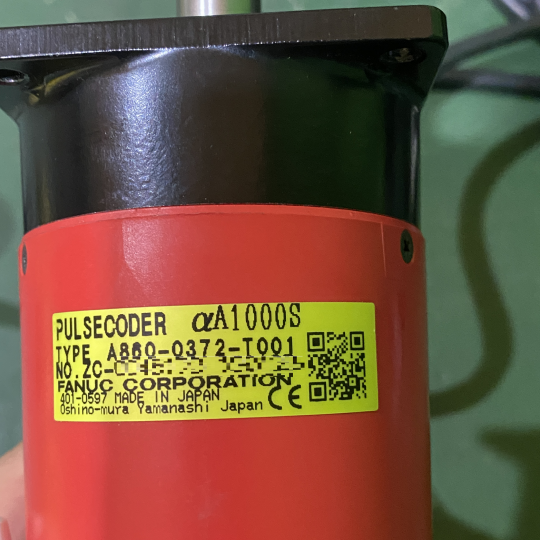 PULSECODER αA1000S
TYPE A860-0372-T001
NO. ZC-
FANUC CORPORATION
401-0597 MADE IN JAPAN
Oshino-mura Yamanashi Japan CE